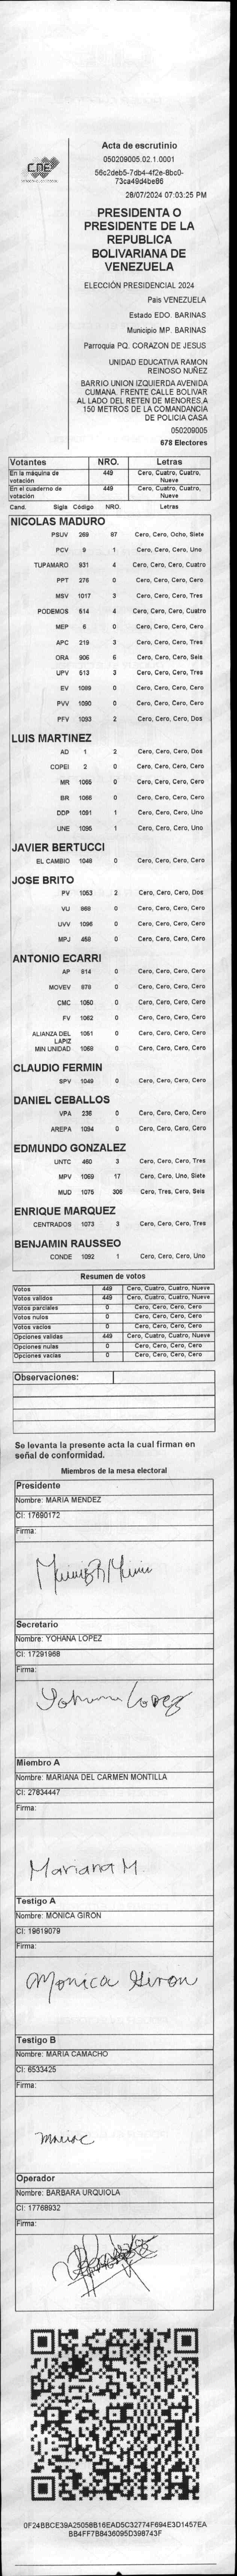 CNE
Acta de escrutinio
050209005.02.1.0001
56c2deb5-7db4-4f2e-8bc0-
73ca49d4be86
28/07/2024 07:03:25 PM
PRESIDENTA O
PRESIDENTE DE LA
REPUBLICA
BOLIVARIANA DE
VENEZUELA
ELECCIÓN PRESIDENCIAL 2024
Pais VENEZUELA
Estado EDO. BARINAS
Municipio MP. BARINAS
Parroquia PQ. CORAZON DE JESUS
UNIDAD EDUCATIVA RAMON
REINOSO NUÑEZ
BARRIO UNION IZQUIERDA AVENIDA
CUMANA. FRENTE CALLE BOLIVAR
AL LADO DEL RETEN DE MENORES A
150 METROS DE LA COMANDANCIA
DE POLICIA CASA
050209005
678 Electores
Votantes NRO. Letras
En la máquina de votación 449 Cero, Cuatro, Cuatro, Nueve
En el cuaderno de votación 449 Cero, Cuatro, Cuatro, Nueve
Cand. Sigla Código NRO. Letras
NICOLAS MADURO
PSUV 269 87 Cero, Cero, Ocho, Siete
PCV 9 1 Cero, Cero, Cero, Uno
TUPAMARO 931 4 Cero, Cero, Cero, Cuatro
PPT 276 0 Cero, Cero, Cero, Cero
MSV 1017 3 Cero, Cero, Cero, Tres
PODEMOS 614 4 Cero, Cero, Cero, Cuatro
MEP 6 0 Cero, Cero, Cero, Cero
APC 219 3 Cero, Cero, Cero, Tres
ORA 906 6 Cero, Cero, Cero, Seis
UPV 513 3 Cero, Cero, Cero, Tres
EV 1089 0 Cero, Cero, Cero, Cero
PVV 1090 0 Cero, Cero, Cero, Cero
PFV 1093 2 Cero, Cero, Cero, Dos
LUIS MARTINEZ
AD 1 2 Cero, Cero, Cero, Dos
COPEI 2 0 Cero, Cero, Cero, Cero
MR 1065 0 Cero, Cero, Cero, Cero
BR 1066 0 Cero, Cero, Cero, Cero
DDP 1091 1 Cero, Cero, Cero, Uno
UNE 1095 1 Cero, Cero, Cero, Uno
JAVIER BERTUCCI
EL CAMBIO 1048 0 Cero, Cero, Cero, Cero
JOSE BRITO
PV 1053 2 Cero, Cero, Cero, Dos
VU 868 0 Cero, Cero, Cero, Cero
UVV 1096 0 Cero, Cero, Cero, Cero
MPJ 459 0 Cero, Cero, Cero, Cero
ANTONIO ECARRI
AP 814 0 Cero, Cero, Cero, Cero
MOVEV 878 0 Cero, Cero, Cero, Cero
CMC 1050 0 Cero, Cero, Cero, Cero
FV 1062 0 Cero, Cero, Cero, Cero
ALIANZA DEL LAPIZ 1051 0 Cero, Cero, Cero, Cero
MIN UNIDAD 1058 0 Cero, Cero, Cero, Cero
CLAUDIO FERMIN
SPV 1049 0 Cero, Cero, Cero, Cero
DANIEL CEBALLOS
VPA 236 0 Cero, Cero, Cero, Cero
AREPA 1094 0 Cero, Cero, Cero, Cero
EDMUNDO GONZALEZ
UNTC 460 3 Cero, Cero, Cero, Tres
MPV 1069 17 Cero, Cero, Uno, Siete
MUD 1075 306 Cero, Tres, Cero, Seis
ENRIQUE MARQUEZ
CENTRADOS 1073 3 Cero, Cero, Cero, Tres
BENJAMIN RAUSSEO
CONDE 1092 1 Cero, Cero, Cero, Uno
Resumen de votos
Votos 449 Cero, Cuatro, Cuatro, Nueve
Votos validos 449 Cero, Cuatro, Cuatro, Nueve
Votos parciales 0 Cero, Cero, Cero, Cero
Votos nulos 0 Cero, Cero, Cero, Cero
Votos vacios 0 Cero, Cero, Cero, Cero
Opciones validas 449 Cero, Cuatro, Cuatro, Nueve
Opciones nulas 0 Cero, Cero, Cero, Cero
Opciones vacias 0 Cero, Cero, Cero, Cero
Observaciones:
Se levanta la presente acta la cual firman en
señal de conformidad.
Miembros de la mesa electoral
Presidente
Nombre: MARIA MENDEZ
CI: 17690172
Firma:
Secretario
Nombre: YOHANA LOPEZ
CI: 17291968
Firma:
Yohana Lopez
Miembro A
Nombre: MARIANA DEL CARMEN MONTILLA
CI: 27834447
Firma:
Mariana M.
Testigo A
Nombre: MONICA GIRON
CI: 19619079
Firma:
Monica Giron
Testigo B
Nombre: MARIA CAMACHO
CI: 6533425
Firma:
Mariac
Operador
Nombre: BARBARA URQUIOLA
CI: 17768932
Firma:
0F24BBCE39A25058B16EAD5C32774F694E3D1457EA
BB4FF7B8436095D398743F